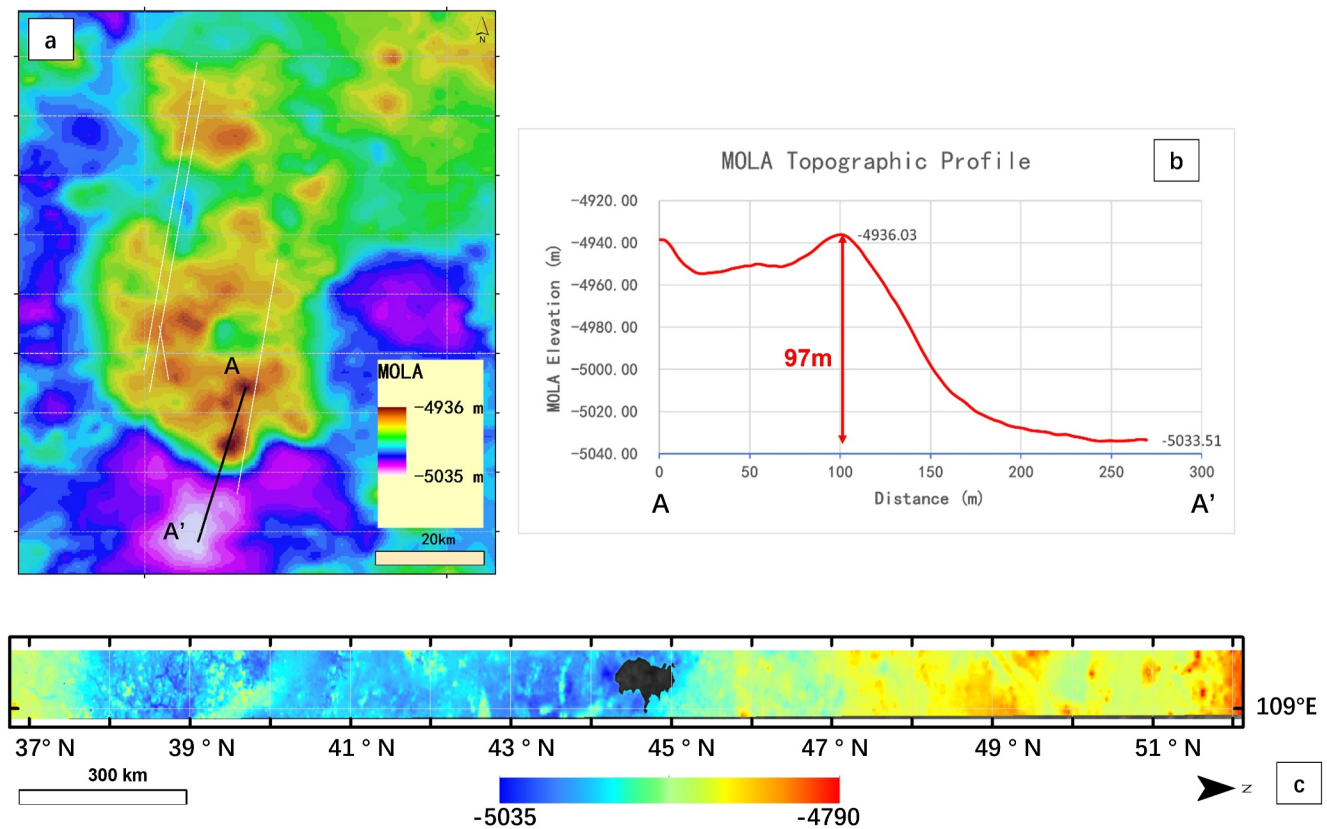 a
N
A
A'
MOLA
−4936 m
−5035 m
20km
b
MOLA Topographic Profile
MOLA Elevation (m)
-4920.00
-4940.00
-4960.00
-4980.00
-5000.00
-5020.00
-5040.00
-4936.03
97m
-5033.51
0 50 100 150 200 250 300
A Distance (m) A'
109°E
37° N 39 ° N 41 ° N 43 ° N 45 ° N 47 ° N 49 ° N 51 ° N
300 km
-5035 -4790
N
c